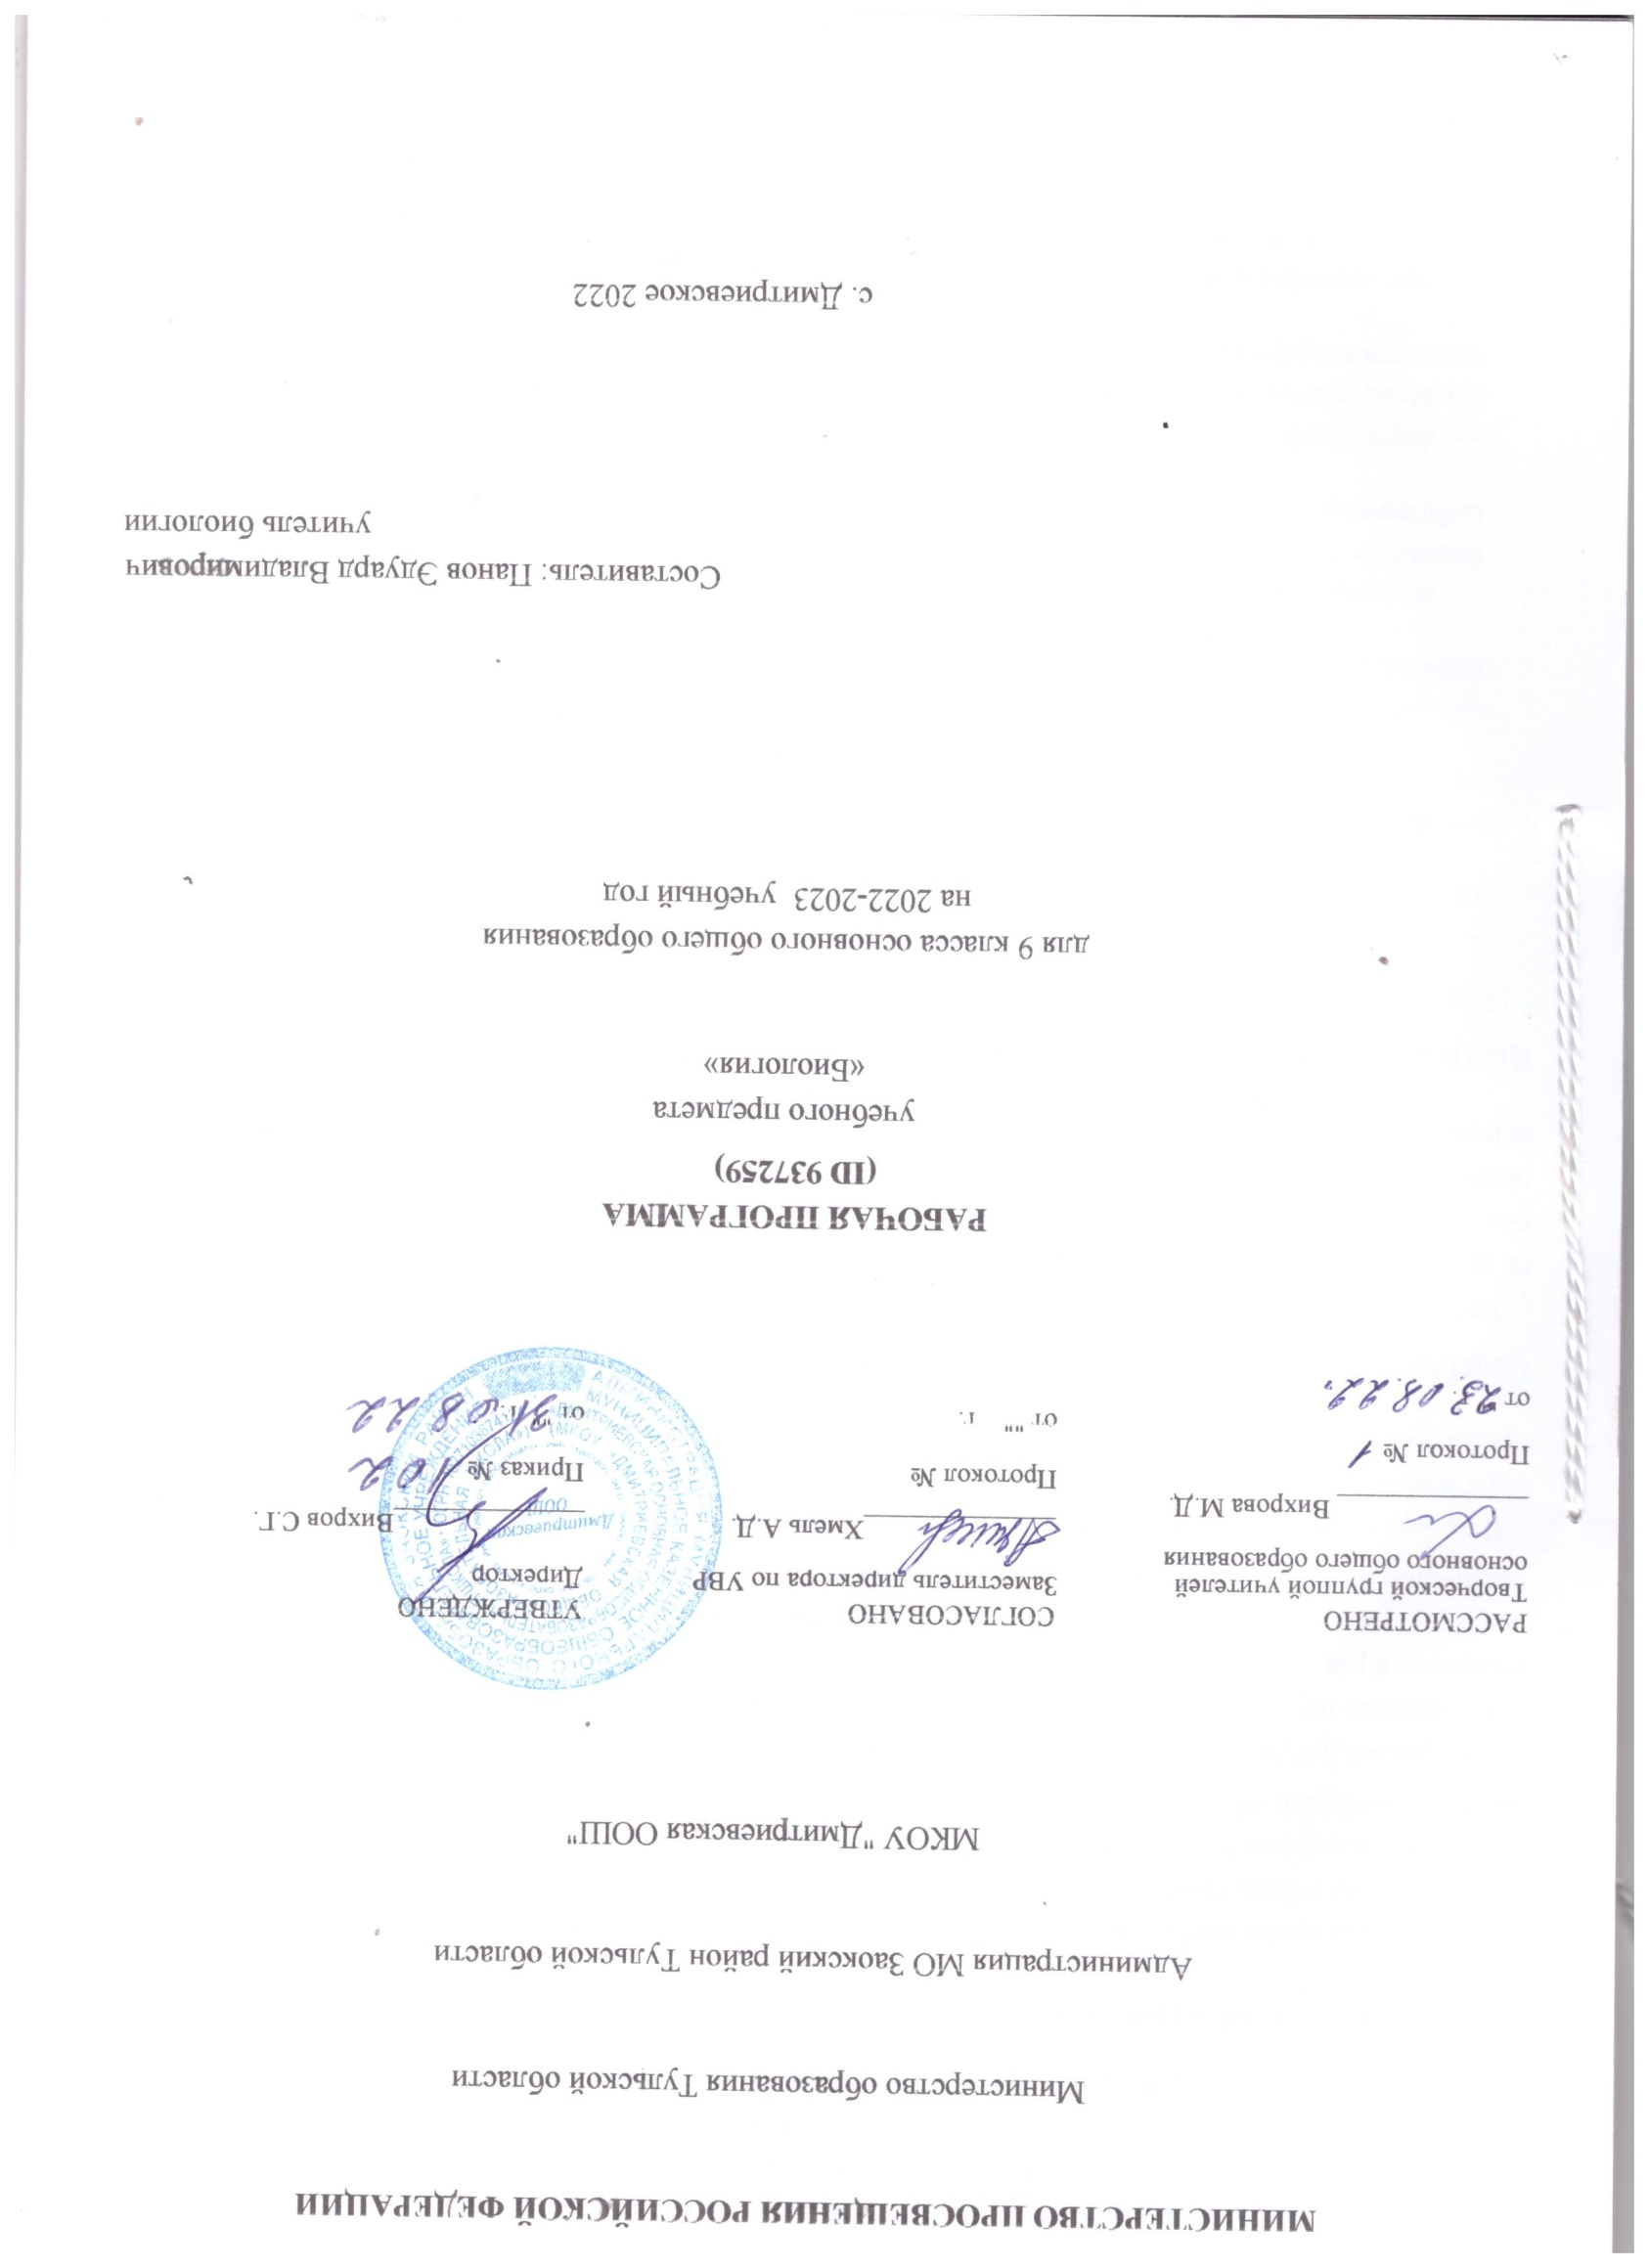 МИНИСТЕРСТВО ПРОСВЕЩЕНИЯ РОССИЙСКОЙ ФЕДЕРАЦИИ
Министерство образования Тульской области
Администрация МО Заокский район Тульской области
МКОУ "Дмитриевская ООШ"
РАССМОТРЕНО
Творческой группой учителей
основного общего образования
Вихрова М.Д.
Протокол № 1
от 23.08.22.
СОГЛАСОВАНО
Заместитель директора по УВР
Хмель А.Д.
Протокол №
от "" г.
УТВЕРЖДЕНО
Директор
Вихров С.Г.
Приказ № 102
от "" г. 31.08.22
Дмитриевская
ООШ
РАБОЧАЯ ПРОГРАММА
(ID 937259)
учебного предмета
«Биология»
для 9 класса основного общего образования
на 2022-2023 учебный год
Составитель: Панов Эдуард Владимирович
учитель биологии
с. Дмитриевское 2022